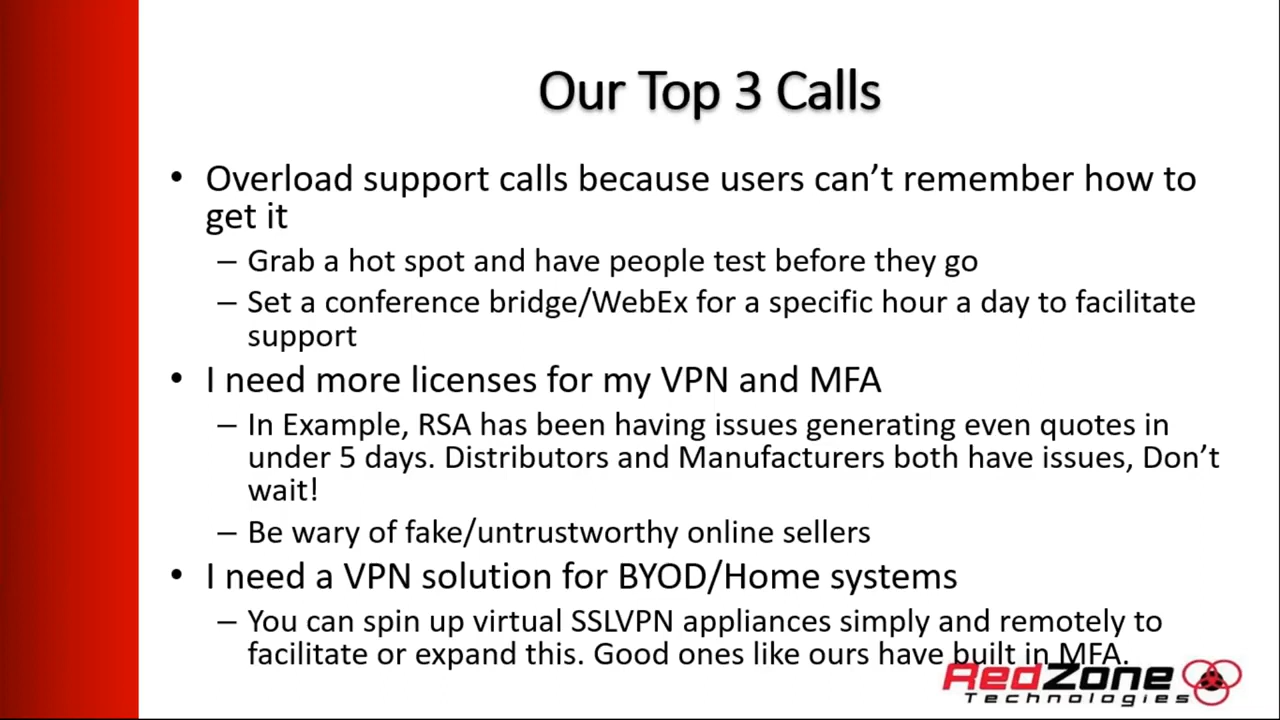 Our Top 3 Calls
• Overload support calls because users can’t remember how to
get it
– Grab a hot spot and have people test before they go
– Set a conference bridge/WebEx for a specific hour a day to facilitate
support
• I need more licenses for my VPN and MFA
– In Example, RSA has been having issues generating even quotes in
under 5 days. Distributors and Manufacturers both have issues, Don’t
wait!
– Be wary of fake/untrustworthy online sellers
• I need a VPN solution for BYOD/Home systems
– You can spin up virtual SSLVPN appliances simply and remotely to
facilitate or expand this. Good ones like ours have built in MFA.
RedZone
Technologies